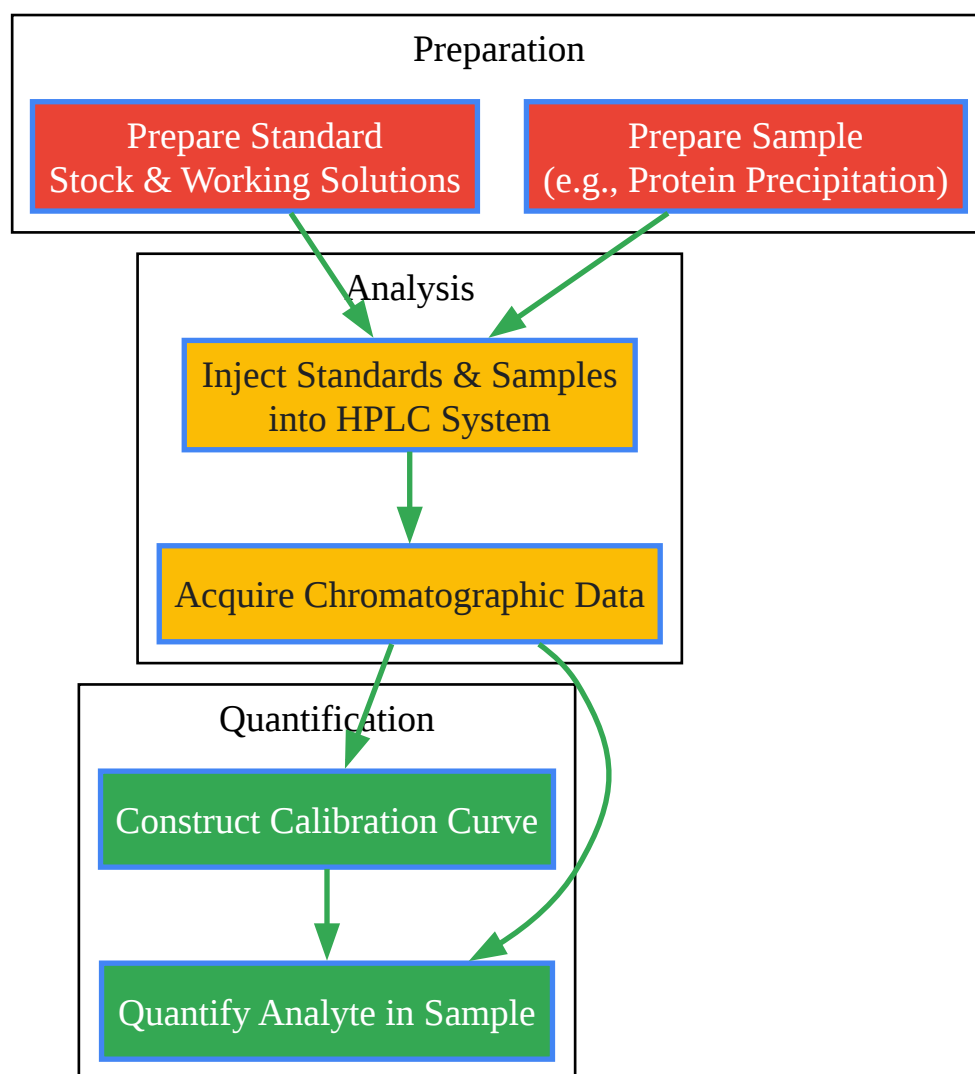 Preparation
Prepare Standard
Stock & Working Solutions
Prepare Sample
(e.g., Protein Precipitation)
Analysis
Inject Standards & Samples
into HPLC System
Acquire Chromatographic Data
Quantification
Construct Calibration Curve
Quantify Analyte in Sample